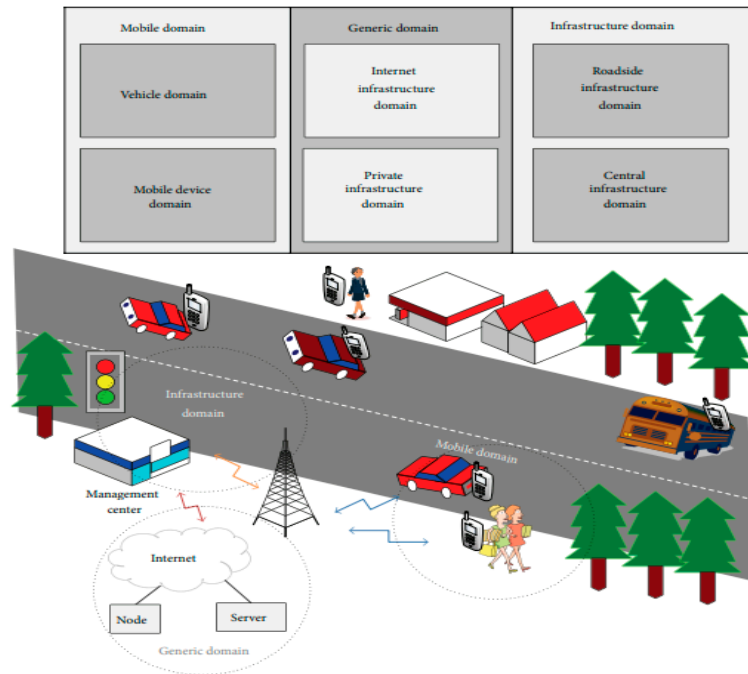 Mobile domain
Generic domain
Infrastructure domain
Vehicle domain
Internet
infrastructure
domain
Roadside
infrastructure
domain
Mobile device
domain
Private
infrastructure
domain
Central
infrastructure
domain
Infrastructure
domain
Mobile domain
Management
center
Internet
Node
Server
Generic domain